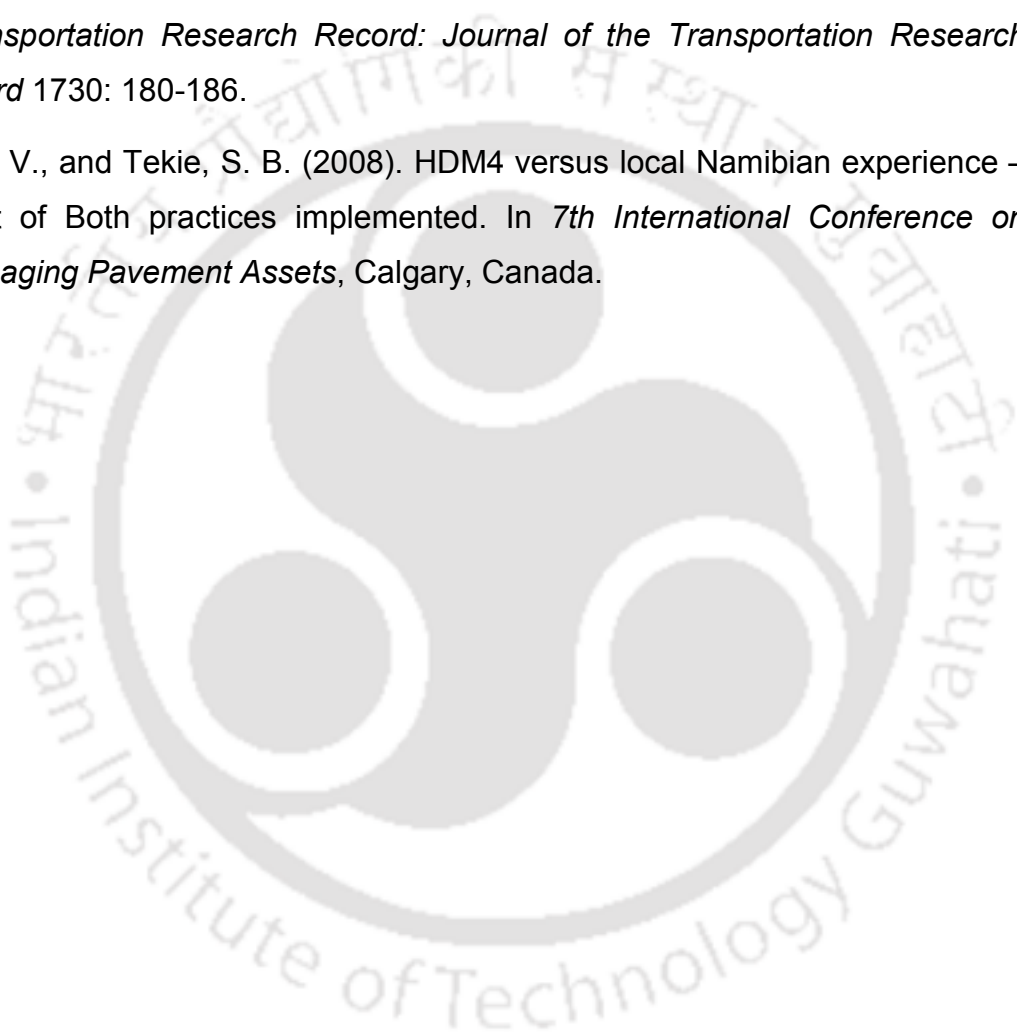 nsportation Research Record: Journal of the Transportation Research
rd 1730: 180-186.
V., and Tekie, S. B. (2008). HDM4 versus local Namibian experience –
t of Both practices implemented. In 7th International Conference on
aging Pavement Assets, Calgary, Canada.
भारतीय प्रौद्योगिकी संस्थान गुवाहाटी
Indian Institute of Technology Guwahati